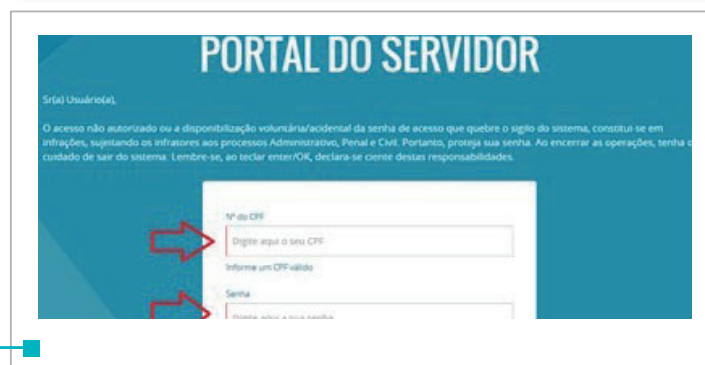 PORTAL DO SERVIDOR
Sr(a) Usuário(a),
O acesso não autorizado ou a disponibilização voluntária/acidental da senha de acesso que quebre o sigilo do sistema, constitui-se em
infrações, sujeitando os infratores aos processos Administrativo, Penal e Civil. Portanto, proteja sua senha. Ao encerrar as operações, tenha o
cuidado de sair do sistema. Lembre-se, ao teclar enter/OK, declara-se ciente destas responsabilidades.
Nº do CPF
Digite aqui o seu CPF
Informe um CPF válido
Senha
Digite aqui a sua senha